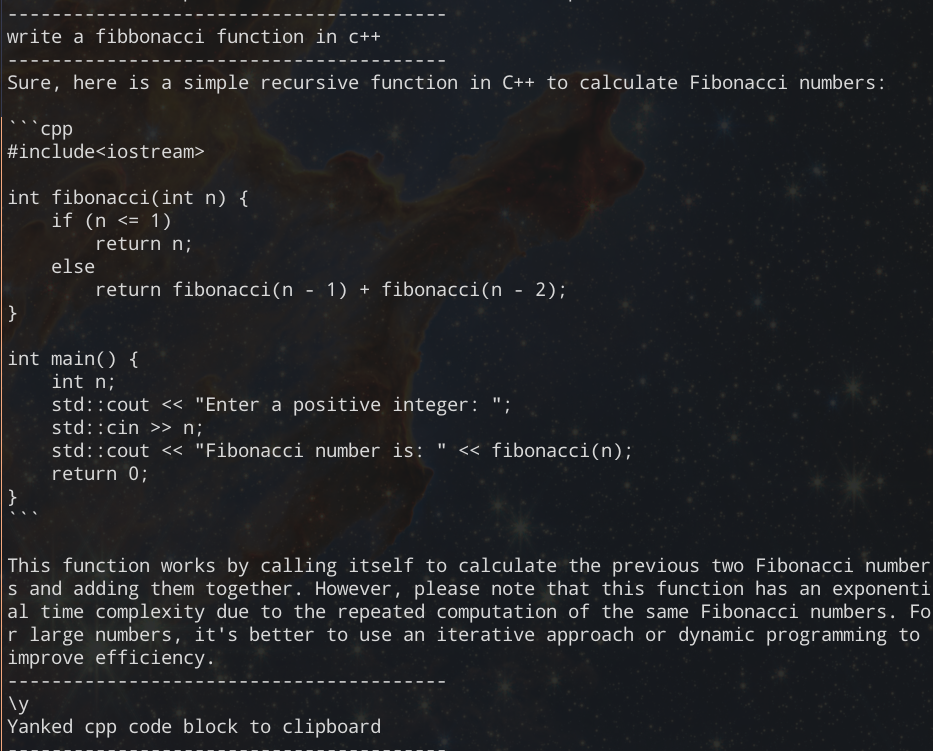 ---------------------------------------
write a fibbonacci function in c++
---------------------------------------
Sure, here is a simple recursive function in C++ to calculate Fibonacci numbers:

```cpp
#include<iostream>

int fibonacci(int n) {
    if (n <= 1)
        return n;
    else
        return fibonacci(n - 1) + fibonacci(n - 2);
}

int main() {
    int n;
    std::cout << "Enter a positive integer: ";
    std::cin >> n;
    std::cout << "Fibonacci number is: " << fibonacci(n);
    return 0;
}
```

This function works by calling itself to calculate the previous two Fibonacci number
s and adding them together. However, please note that this function has an exponenti
al time complexity due to the repeated computation of the same Fibonacci numbers. Fo
r large numbers, it's better to use an iterative approach or dynamic programming to
improve efficiency.
---------------------------------------
\y
Yanked cpp code block to clipboard
---------------------------------------